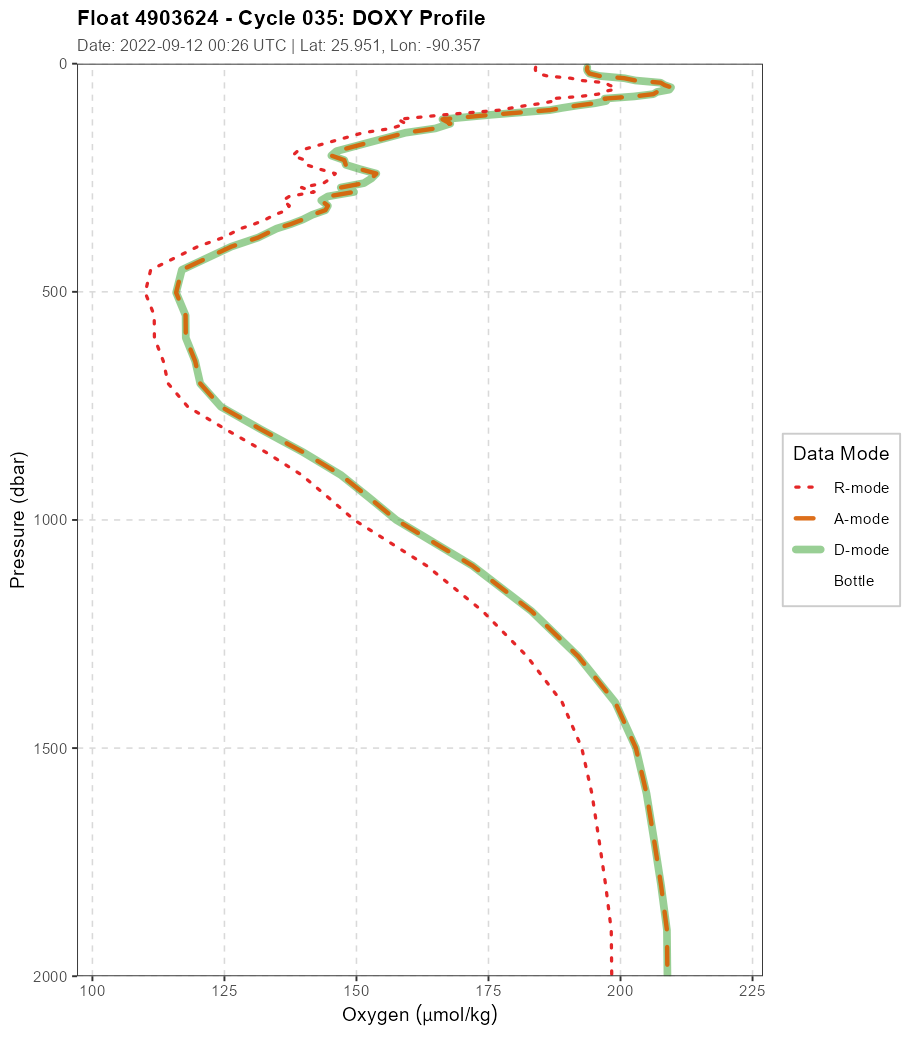 Float 4903624 - Cycle 035: DOXY Profile
Date: 2022-09-12 00:26 UTC | Lat: 25.951, Lon: -90.357
0
500
1000
1500
2000
Pressure (dbar)
100 125 150 175 200 225
Oxygen (µmol/kg)
Data Mode
R-mode
A-mode
D-mode
Bottle